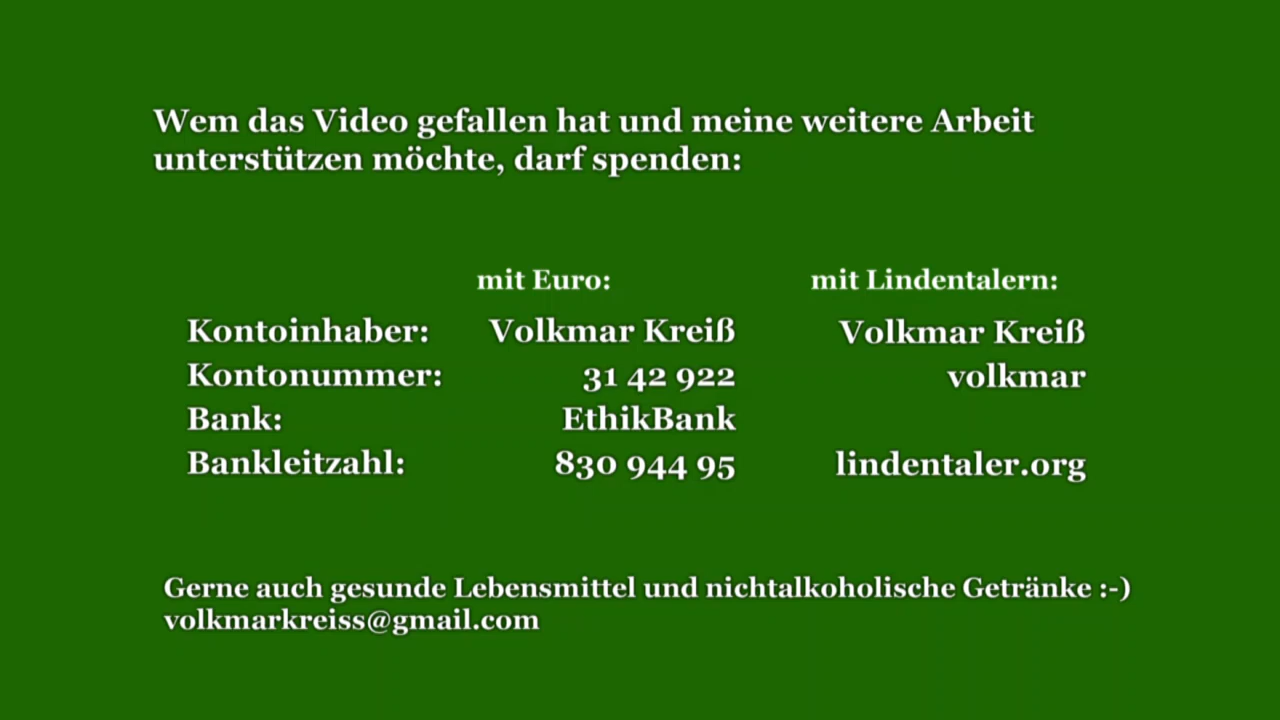 Wem das Video gefallen hat und meine weitere Arbeit
unterstützen möchte, darf spenden:
mit Euro: mit Lindentalern:
Kontoinhaber: Volkmar Kreiß Volkmar Kreiß
Kontonummer: 31 42 922 volkmar
Bank: EthikBank
Bankleitzahl: 830 944 95 lindentaler.org
Gerne auch gesunde Lebensmittel und nichtalkoholische Getränke :-)
volkmarkreiss@gmail.com